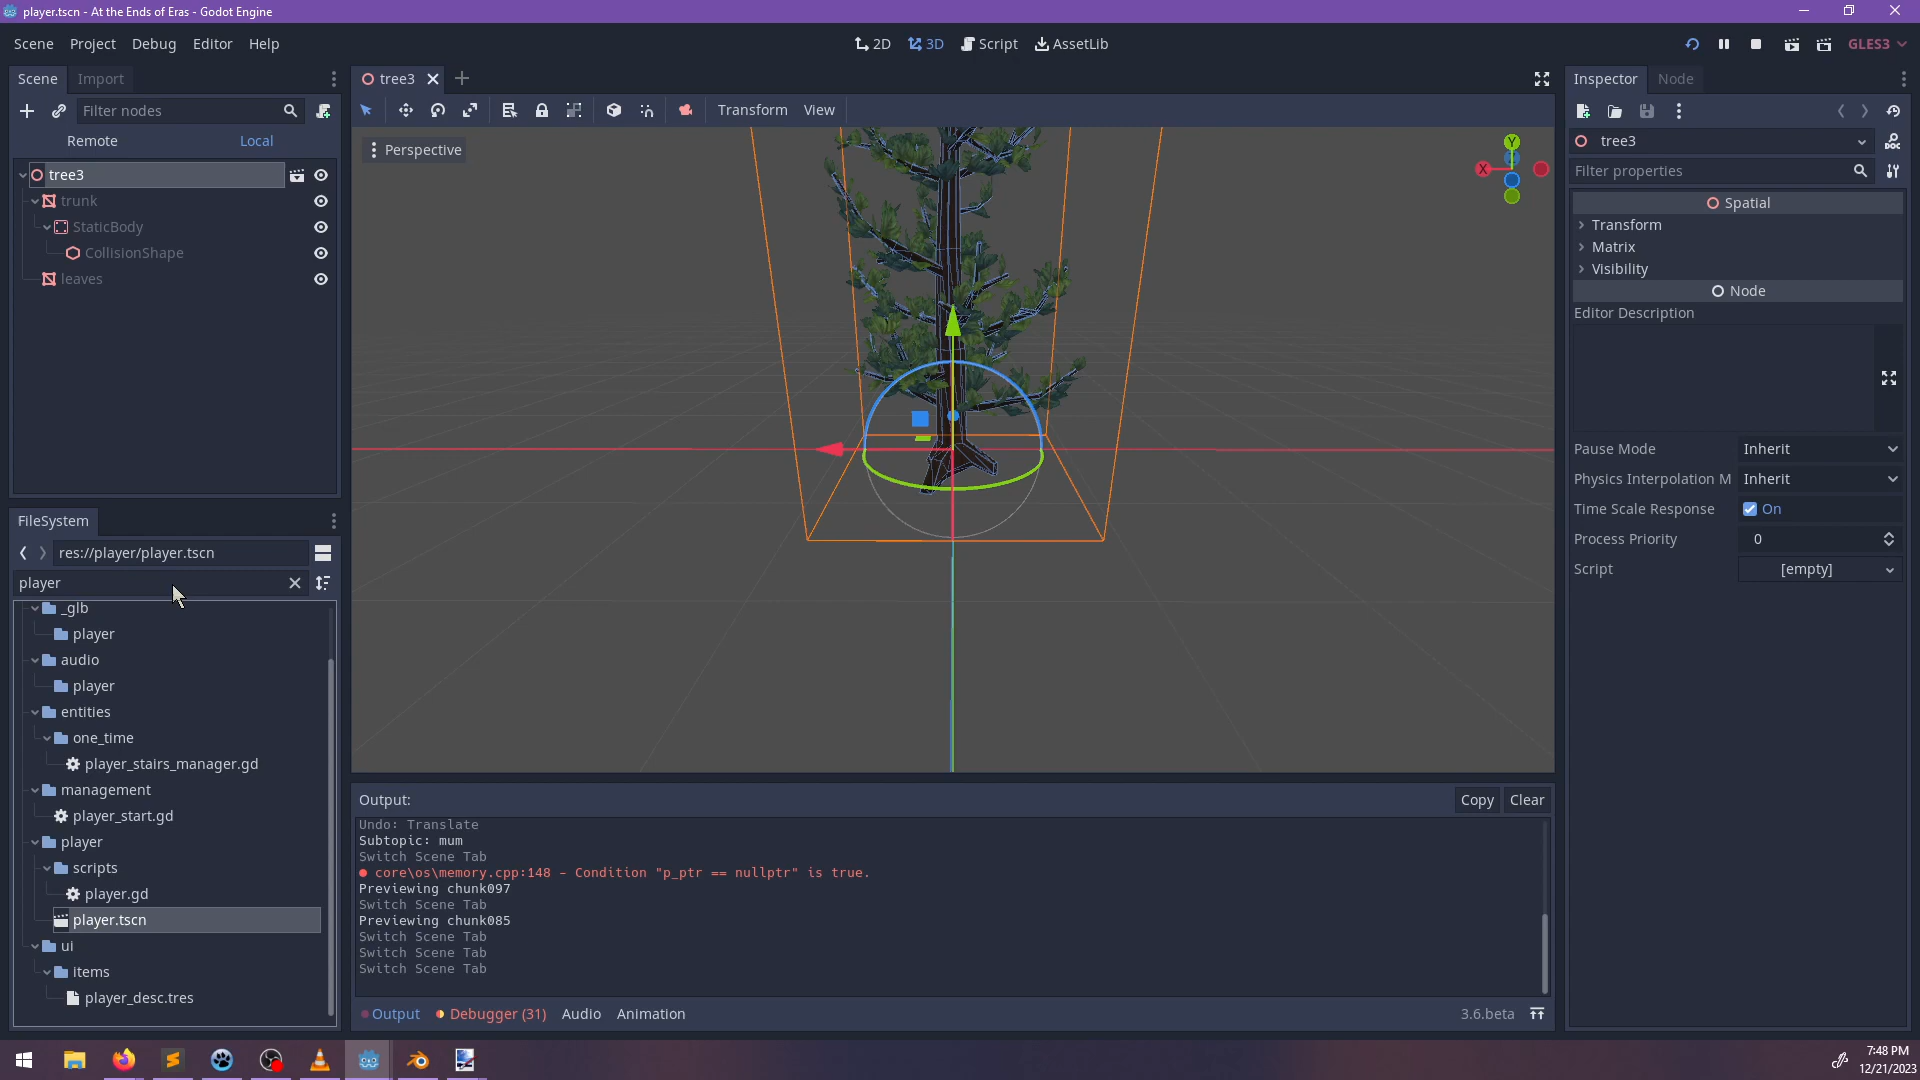 player.tscn - At the Ends of Eras - Godot Engine
Scene Project Debug Editor Help
2D 3D Script AssetLib
GLES3
Scene Import
tree3
Inspector Node
Filter nodes
Transform View
Remote Local
Perspective
tree3
trunk
StaticBody
CollisionShape
leaves
X
Y
tree3
Filter properties
Spatial
Transform
Matrix
Visibility
Node
Editor Description
Pause Mode Inherit
Physics Interpolation M Inherit
Time Scale Response On
Process Priority 0
Script [empty]
FileSystem
res://player/player.tscn
player
_glb
player
audio
player
entities
one_time
player_stairs_manager.gd
management
player_start.gd
player
scripts
player.gd
player.tscn
ui
items
player_desc.tres
Output:
Copy Clear
Undo: Translate
Subtopic: mum
Switch Scene Tab
core\os\memory.cpp:148 - Condition "p_ptr == nullptr" is true.
Previewing chunk097
Switch Scene Tab
Previewing chunk085
Switch Scene Tab
Switch Scene Tab
Switch Scene Tab
Output Debugger (31) Audio Animation
3.6.beta
7:48 PM
12/21/2023